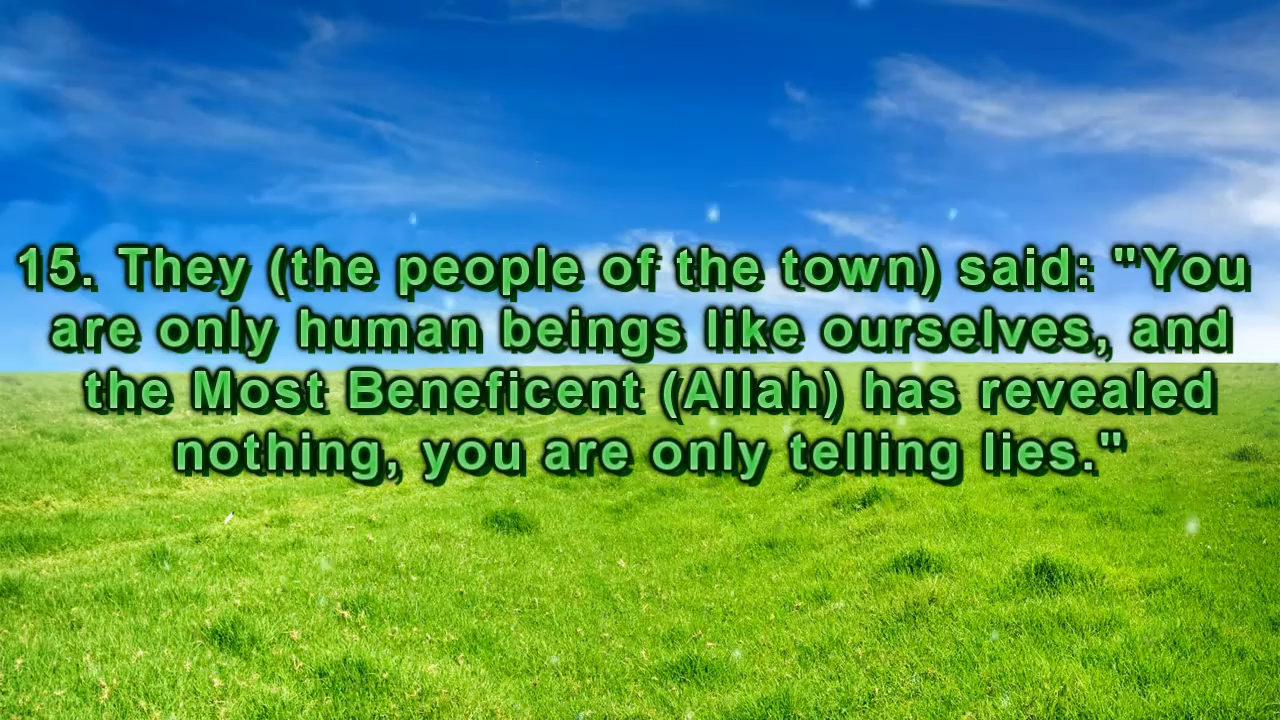 15. They (the people of the town) said: "You
are only human beings like ourselves, and
the Most Beneficent (Allah) has revealed
nothing, you are only telling lies."